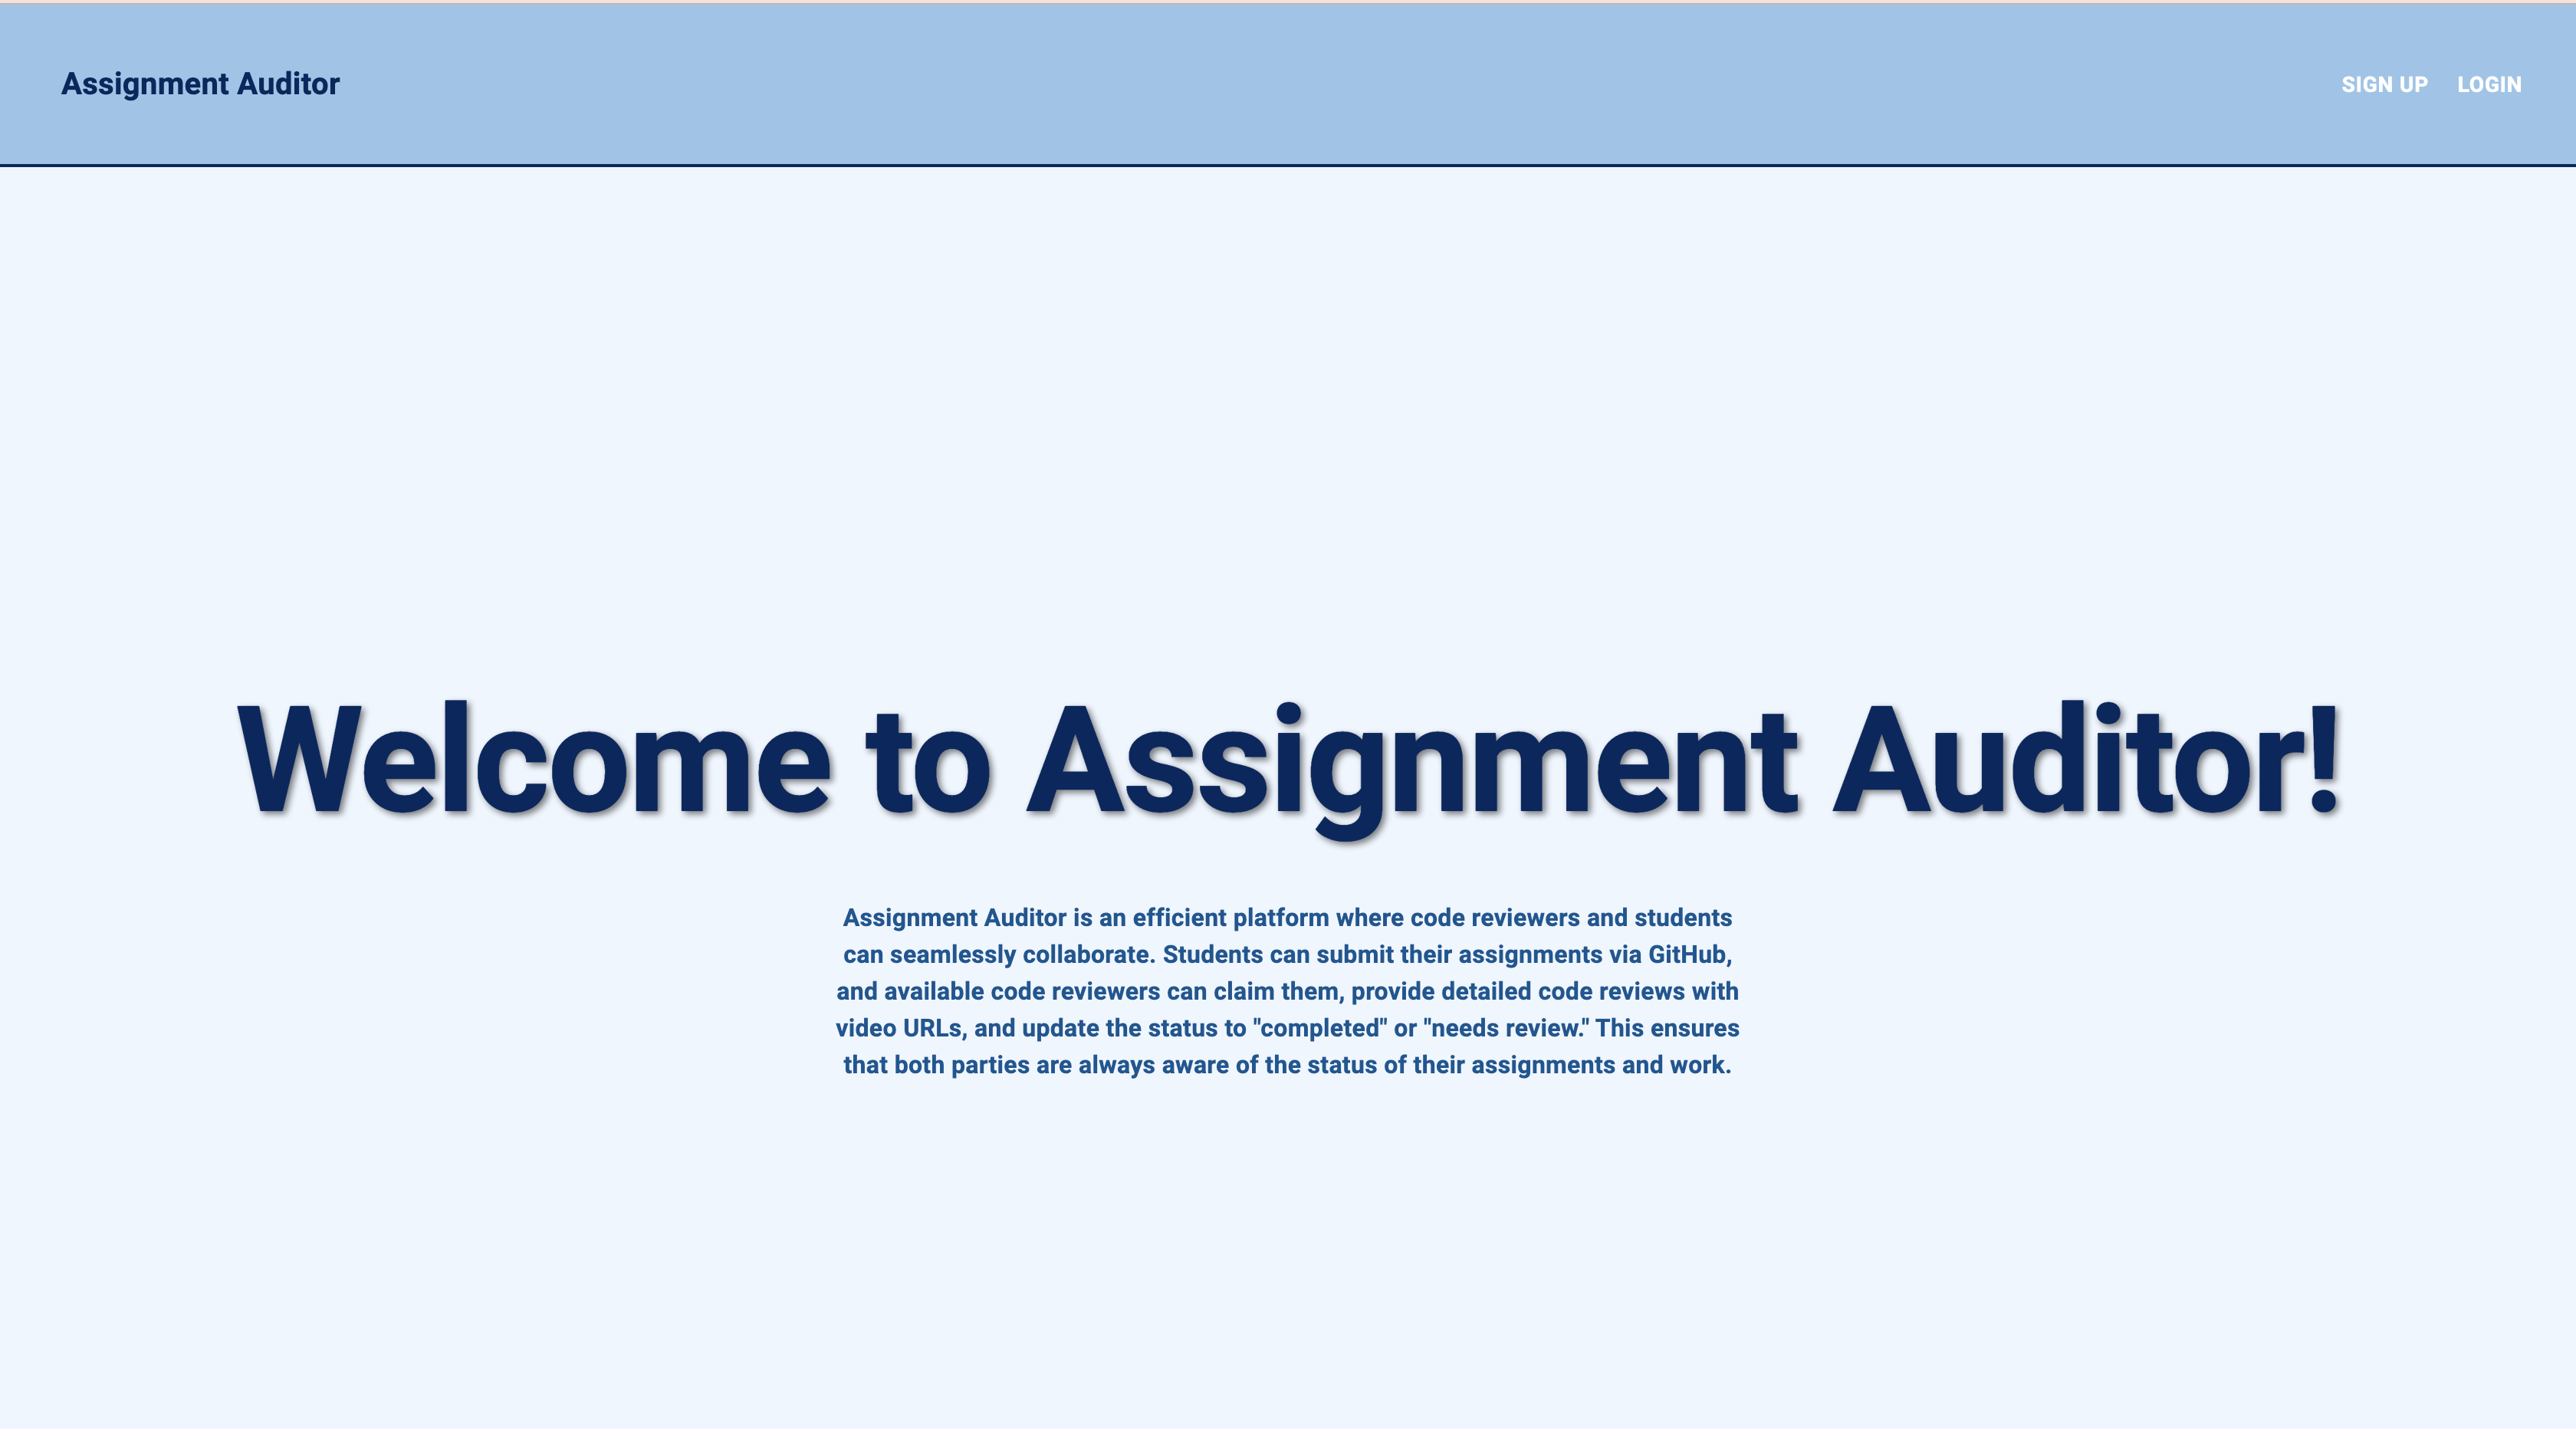 Assignment Auditor
SIGN UP
LOGIN
Welcome to Assignment Auditor!
Assignment Auditor is an efficient platform where code reviewers and students
can seamlessly collaborate. Students can submit their assignments via GitHub,
and available code reviewers can claim them, provide detailed code reviews with
video URLs, and update the status to "completed" or "needs review." This ensures
that both parties are always aware of the status of their assignments and work.